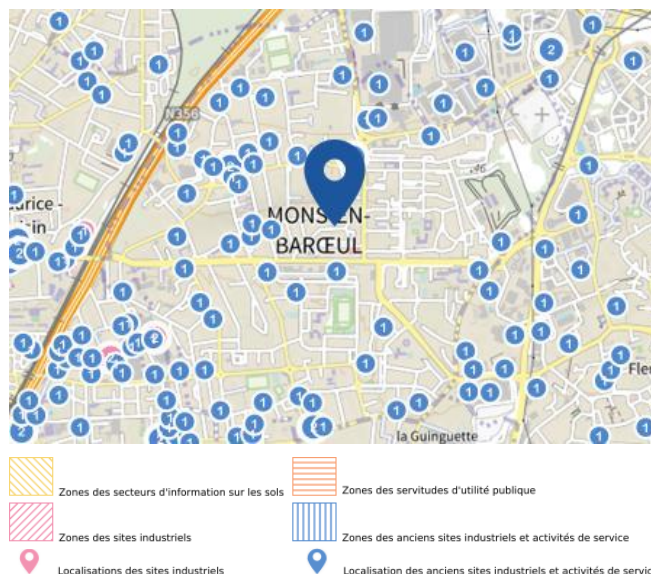 N356
urice -
sin
MONS-EN-
BARŒUL
Fle
la Guinguette
Zones des secteurs d'information sur les sols
Zones des servitudes d'utilité publique
Zones des sites industriels
Zones des anciens sites industriels et activités de service
Localisations des sites industriels
Localisation des anciens sites industriels et activités de servic